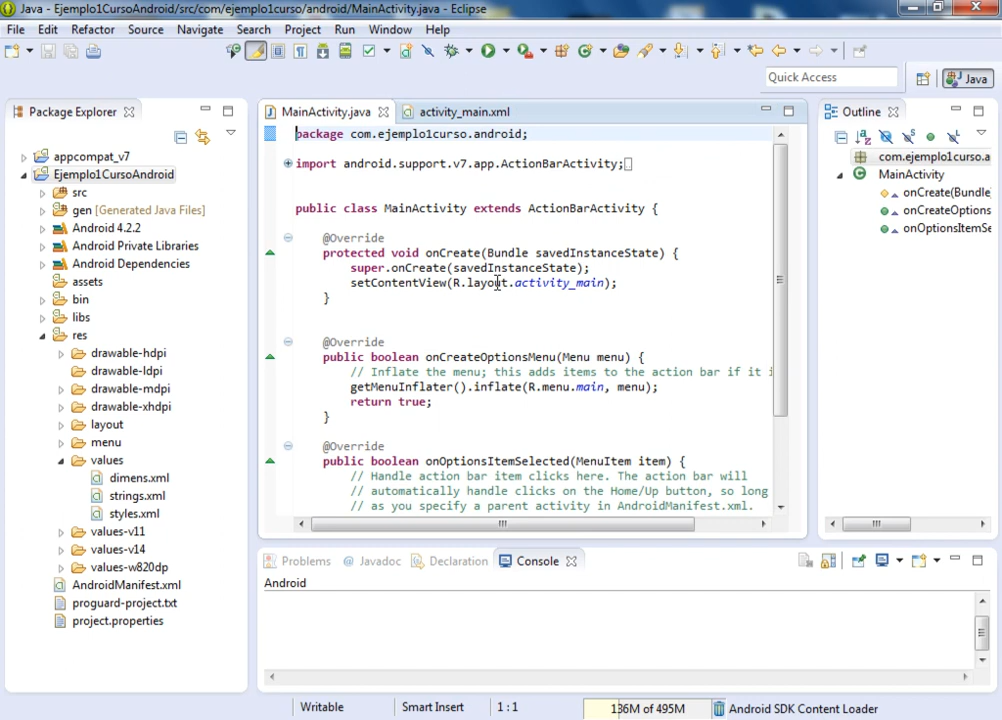 Java - Ejemplo1CursoAndroid/src/com/ejemplo1curso/android/MainActivity.java - Eclipse
File Edit Refactor Source Navigate Search Project Run Window Help
Quick Access
Java
Package Explorer
appcompat_v7
Ejemplo1CursoAndroid
src
gen [Generated Java Files]
Android 4.2.2
Android Private Libraries
Android Dependencies
assets
bin
libs
res
drawable-hdpi
drawable-ldpi
drawable-mdpi
drawable-xhdpi
layout
menu
values
dimens.xml
strings.xml
styles.xml
values-v11
values-v14
values-w820dp
AndroidManifest.xml
proguard-project.txt
project.properties
MainActivity.java activity_main.xml
package com.ejemplo1curso.android;
import android.support.v7.app.ActionBarActivity;
public class MainActivity extends ActionBarActivity {
@Override
protected void onCreate(Bundle savedInstanceState) {
super.onCreate(savedInstanceState);
setContentView(R.layout.activity_main);
}
@Override
public boolean onCreateOptionsMenu(Menu menu) {
// Inflate the menu; this adds items to the action bar if it i
getMenuInflater().inflate(R.menu.main, menu);
return true;
}
@Override
public boolean onOptionsItemSelected(MenuItem item) {
// Handle action bar item clicks here. The action bar will
// automatically handle clicks on the Home/Up button, so long
// as you specify a parent activity in AndroidManifest.xml.
Outline
com.ejemplo1curso.a
MainActivity
onCreate(Bundle
onCreateOptions
onOptionsItemSe
Problems @ Javadoc Declaration Console
Android
Writable Smart Insert 1 : 1 136M of 495M Android SDK Content Loader